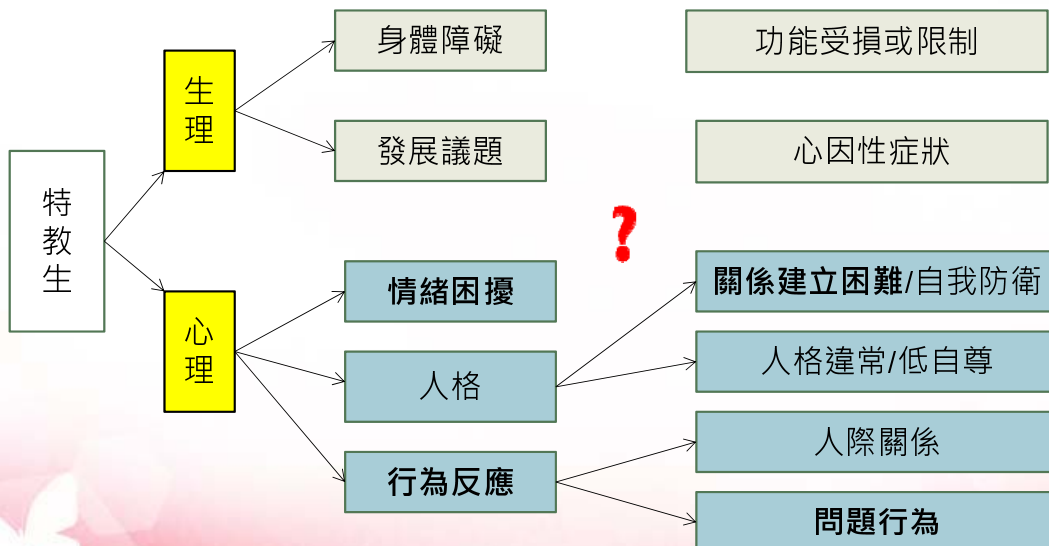 特教生
生理
心理
身體障礙
發展議題
情緒困擾
人格
行為反應
?
功能受損或限制
心因性症狀
關係建立困難/自我防衛
人格違常/低自尊
人際關係
問題行為